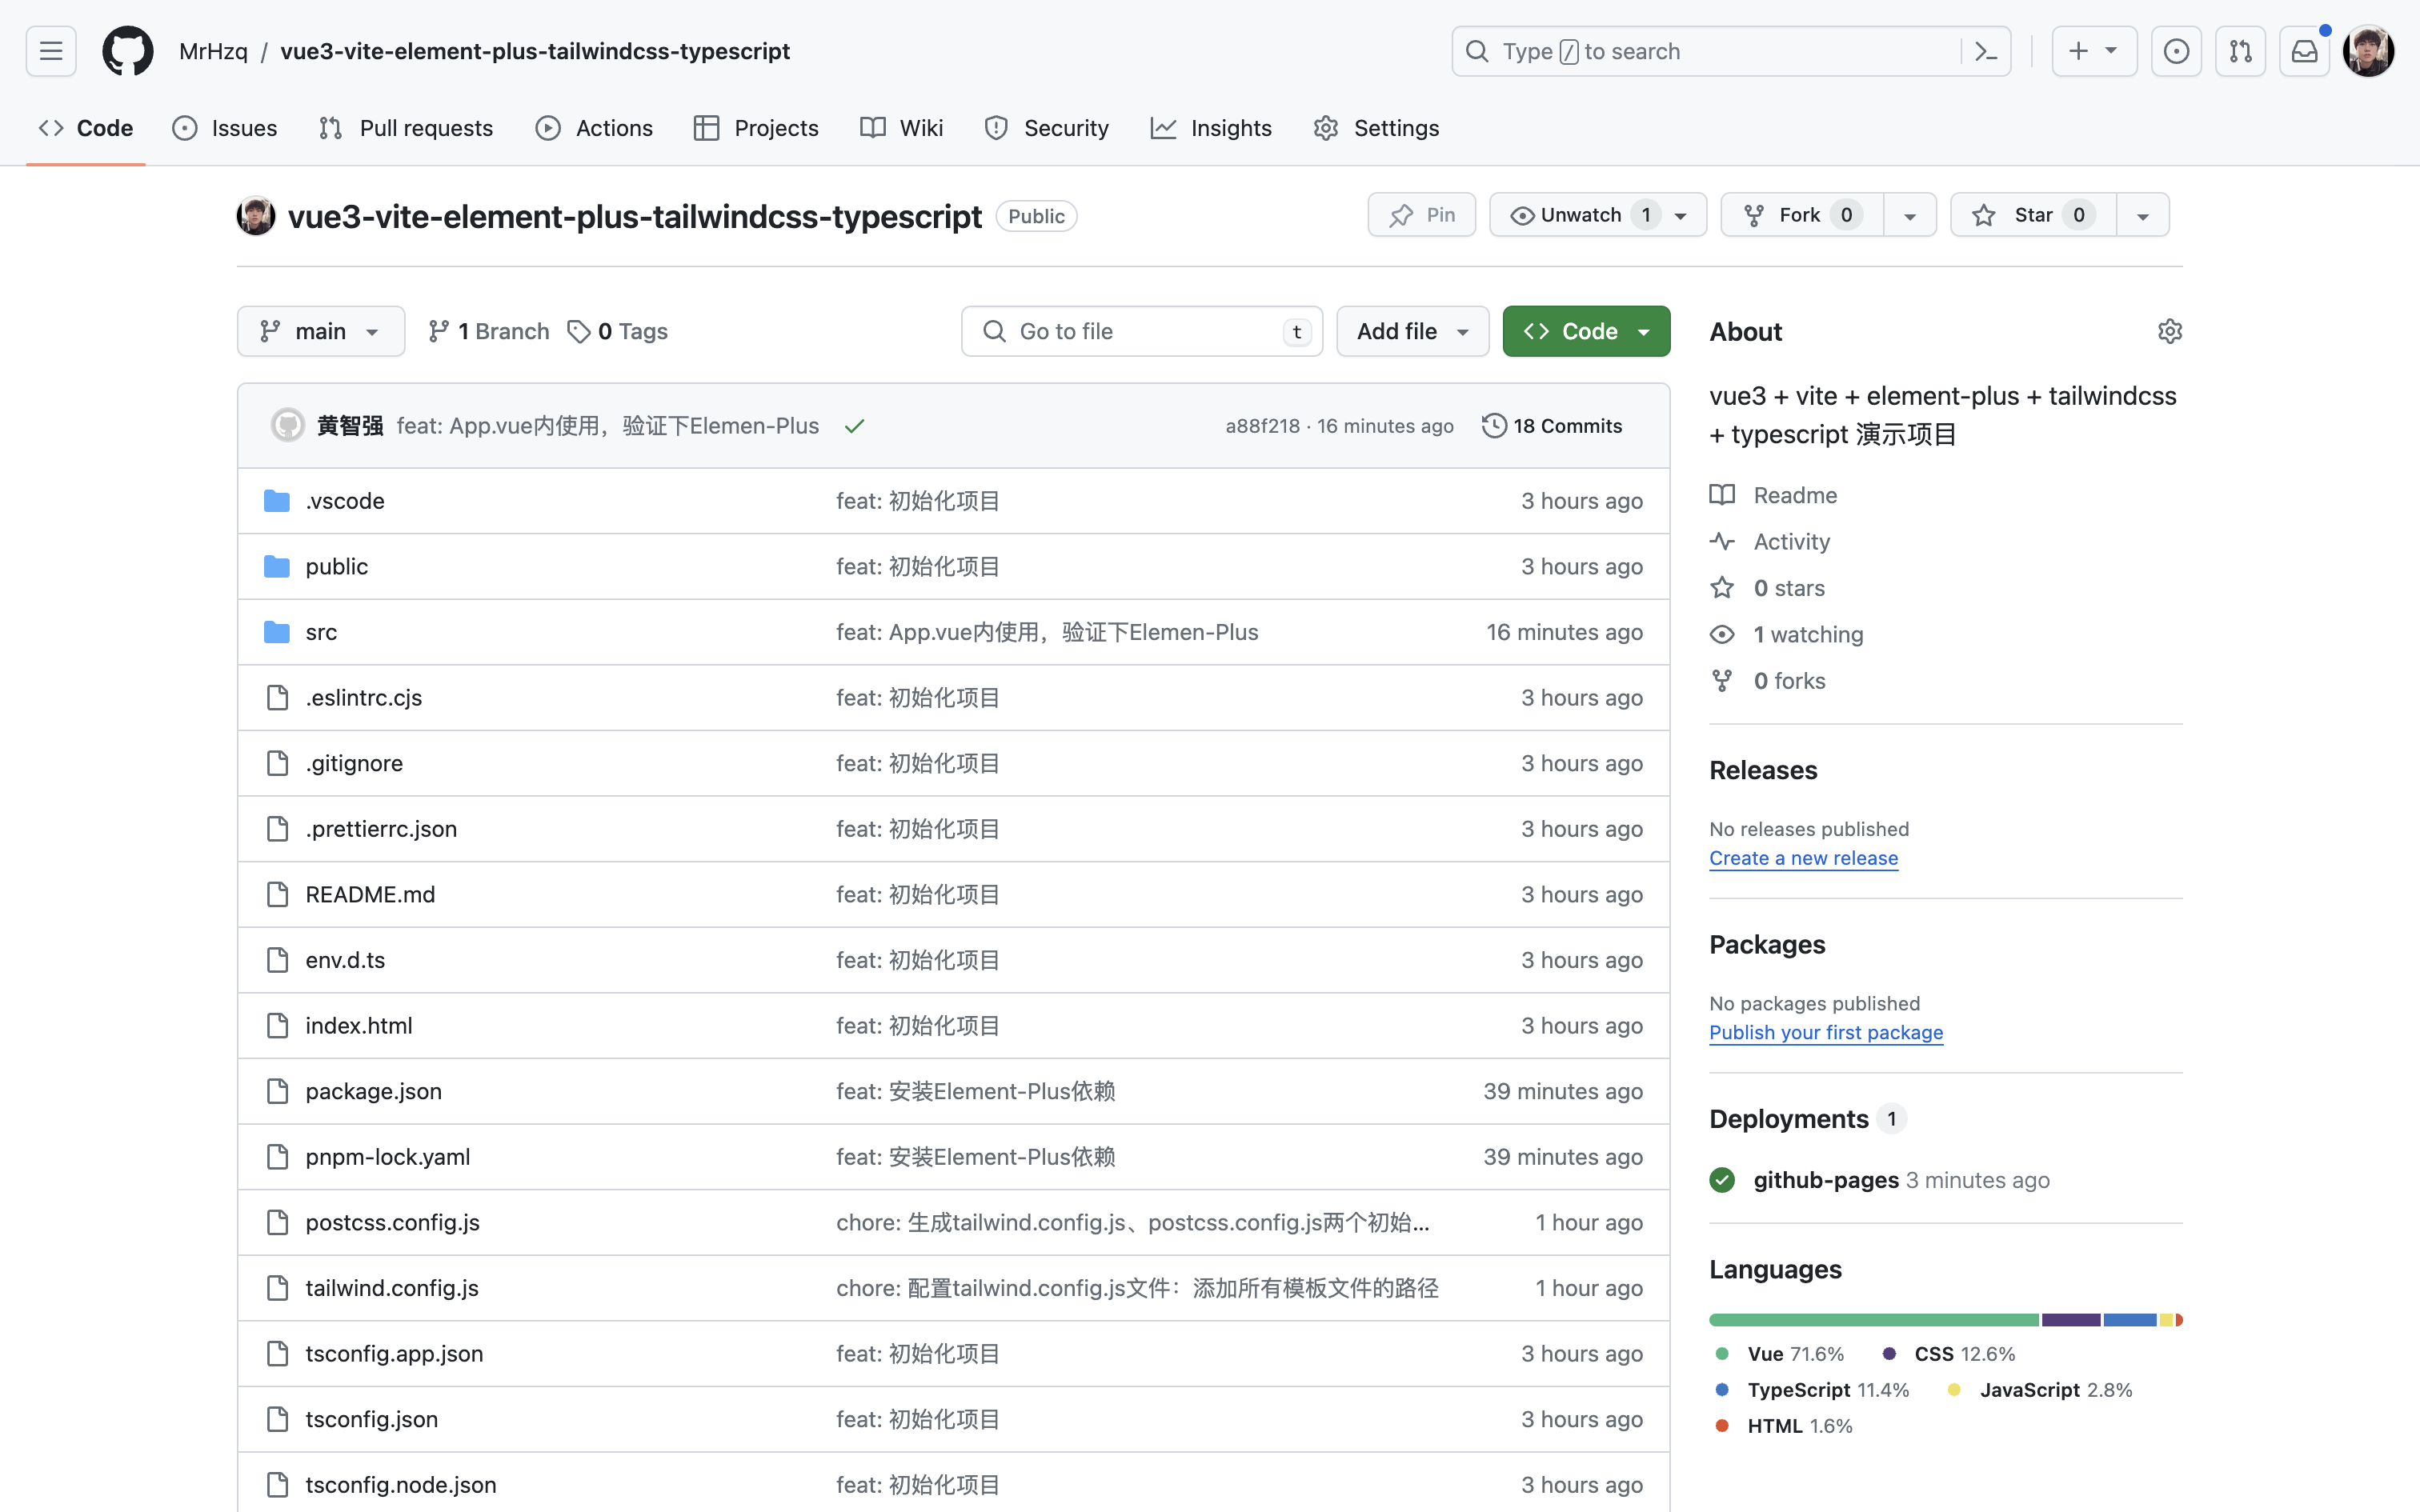 MrHzq / vue3-vite-element-plus-tailwindcss-typescript
Type / to search
Code
Issues
Pull requests
Actions
Projects
Wiki
Security
Insights
Settings
vue3-vite-element-plus-tailwindcss-typescript Public
Pin
Unwatch 1
Fork 0
Star 0
main
1 Branch
0 Tags
Go to file t
Add file
Code
黄智强 feat: App.vue内使用，验证下Elemen-Plus a88f218 · 16 minutes ago 18 Commits
.vscode feat: 初始化项目 3 hours ago
public feat: 初始化项目 3 hours ago
src feat: App.vue内使用，验证下Elemen-Plus 16 minutes ago
.eslintrc.cjs feat: 初始化项目 3 hours ago
.gitignore feat: 初始化项目 3 hours ago
.prettierrc.json feat: 初始化项目 3 hours ago
README.md feat: 初始化项目 3 hours ago
env.d.ts feat: 初始化项目 3 hours ago
index.html feat: 初始化项目 3 hours ago
package.json feat: 安装Element-Plus依赖 39 minutes ago
pnpm-lock.yaml feat: 安装Element-Plus依赖 39 minutes ago
postcss.config.js chore: 生成tailwind.config.js、postcss.config.js两个初始... 1 hour ago
tailwind.config.js chore: 配置tailwind.config.js文件：添加所有模板文件的路径 1 hour ago
tsconfig.app.json feat: 初始化项目 3 hours ago
tsconfig.json feat: 初始化项目 3 hours ago
tsconfig.node.json feat: 初始化项目 3 hours ago
About
vue3 + vite + element-plus + tailwindcss
+ typescript 演示项目
Readme
Activity
0 stars
1 watching
0 forks
Releases
No releases published
Create a new release
Packages
No packages published
Publish your first package
Deployments 1
github-pages 3 minutes ago
Languages
Vue 71.6% CSS 12.6%
TypeScript 11.4% JavaScript 2.8%
HTML 1.6%